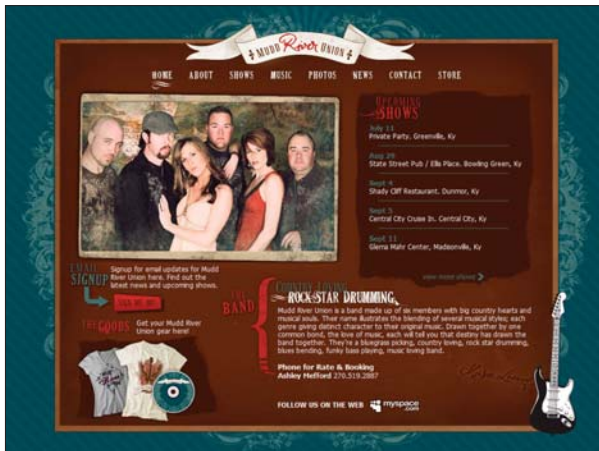 MUDD River UNION
HOME ABOUT SHOWS MUSIC PHOTOS NEWS CONTACT STORE
UPCOMING
SHOWS
July 11
Private Party. Greenville, Ky
Aug 29
State Street Pub / Ellis Place. Bowling Green, Ky
Sept 4
Shady Cliff Restaurant. Dunmor, Ky
Sept 5
Central City Cruise In. Central City, Ky
Sept 11
Glema Mahr Center, Madisonville, Ky
view more shows
EMAIL
SIGNUP
Signup for email updates for Mudd
River Union here. Find out the
latest news and upcoming shows.
SIGN ME UP!
THE GOODS
Get your Mudd River
Union gear here!
THE
BAND
COUNTRY LOVING
ROCK STAR DRUMMING
Mudd River Union is a band made up of six members with big country hearts and
musical souls. Their name illustrates the blending of several musical styles; each
genre giving distinct character to their original music. Drawn together by one
common bond, the love of music, each will tell you that destiny has drawn the
band together. They're a bluegrass picking, country loving, rock star drumming,
blues bending, funky bass playing, music loving band.
Phone for Rate & Booking
Ashley Hefford 270.519.2887
FOLLOW US ON THE WEB myspace.com